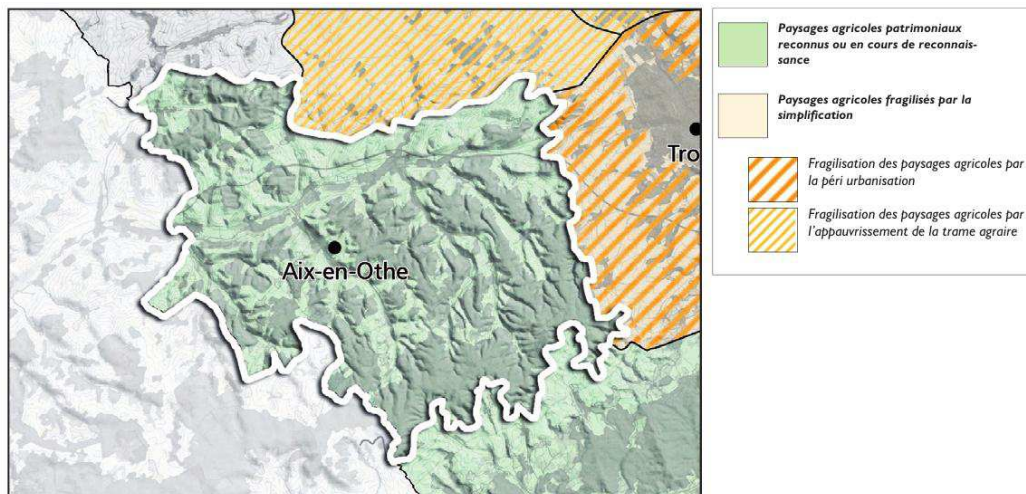 Paysages agricoles patrimoniaux
reconnus ou en cours de reconnais-
sance
Paysages agricoles fragilisés par la
simplification
Fragilisation des paysages agricoles par
la péri urbanisation
Fragilisation des paysages agricoles par
l'appauvrissement de la trame agraire
Tro
Aix-en-Othe